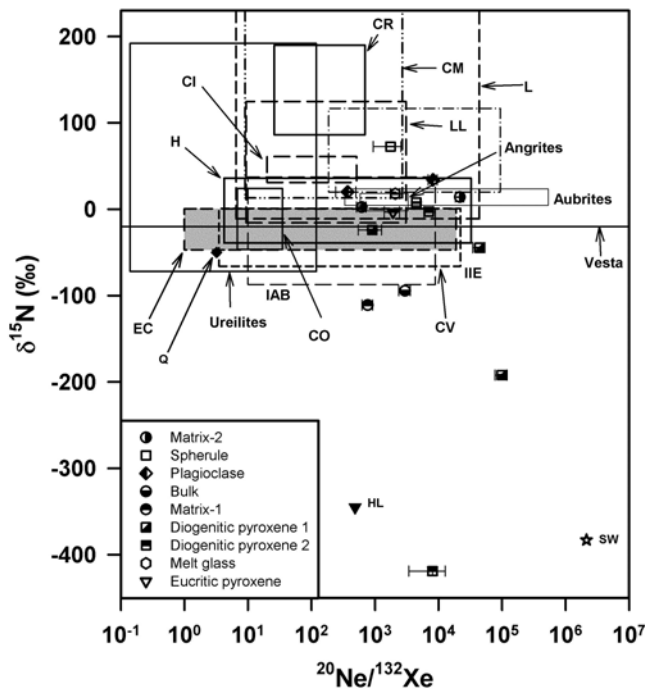 200
100
0
-100
-200
-300
-400
δ¹⁵N (‰)
CR
CM
CI
L
LL
H
Angrites
Aubrites
Vesta
EC
Q
Ureilites
IAB
CO
CV
IIE
HL
SW
Matrix-2
Spherule
Plagioclase
Bulk
Matrix-1
Diogenitic pyroxene 1
Diogenitic pyroxene 2
Melt glass
Eucritic pyroxene
10⁻¹ 10⁰ 10¹ 10² 10³ 10⁴ 10⁵ 10⁶ 10⁷
²⁰Ne/¹³²Xe